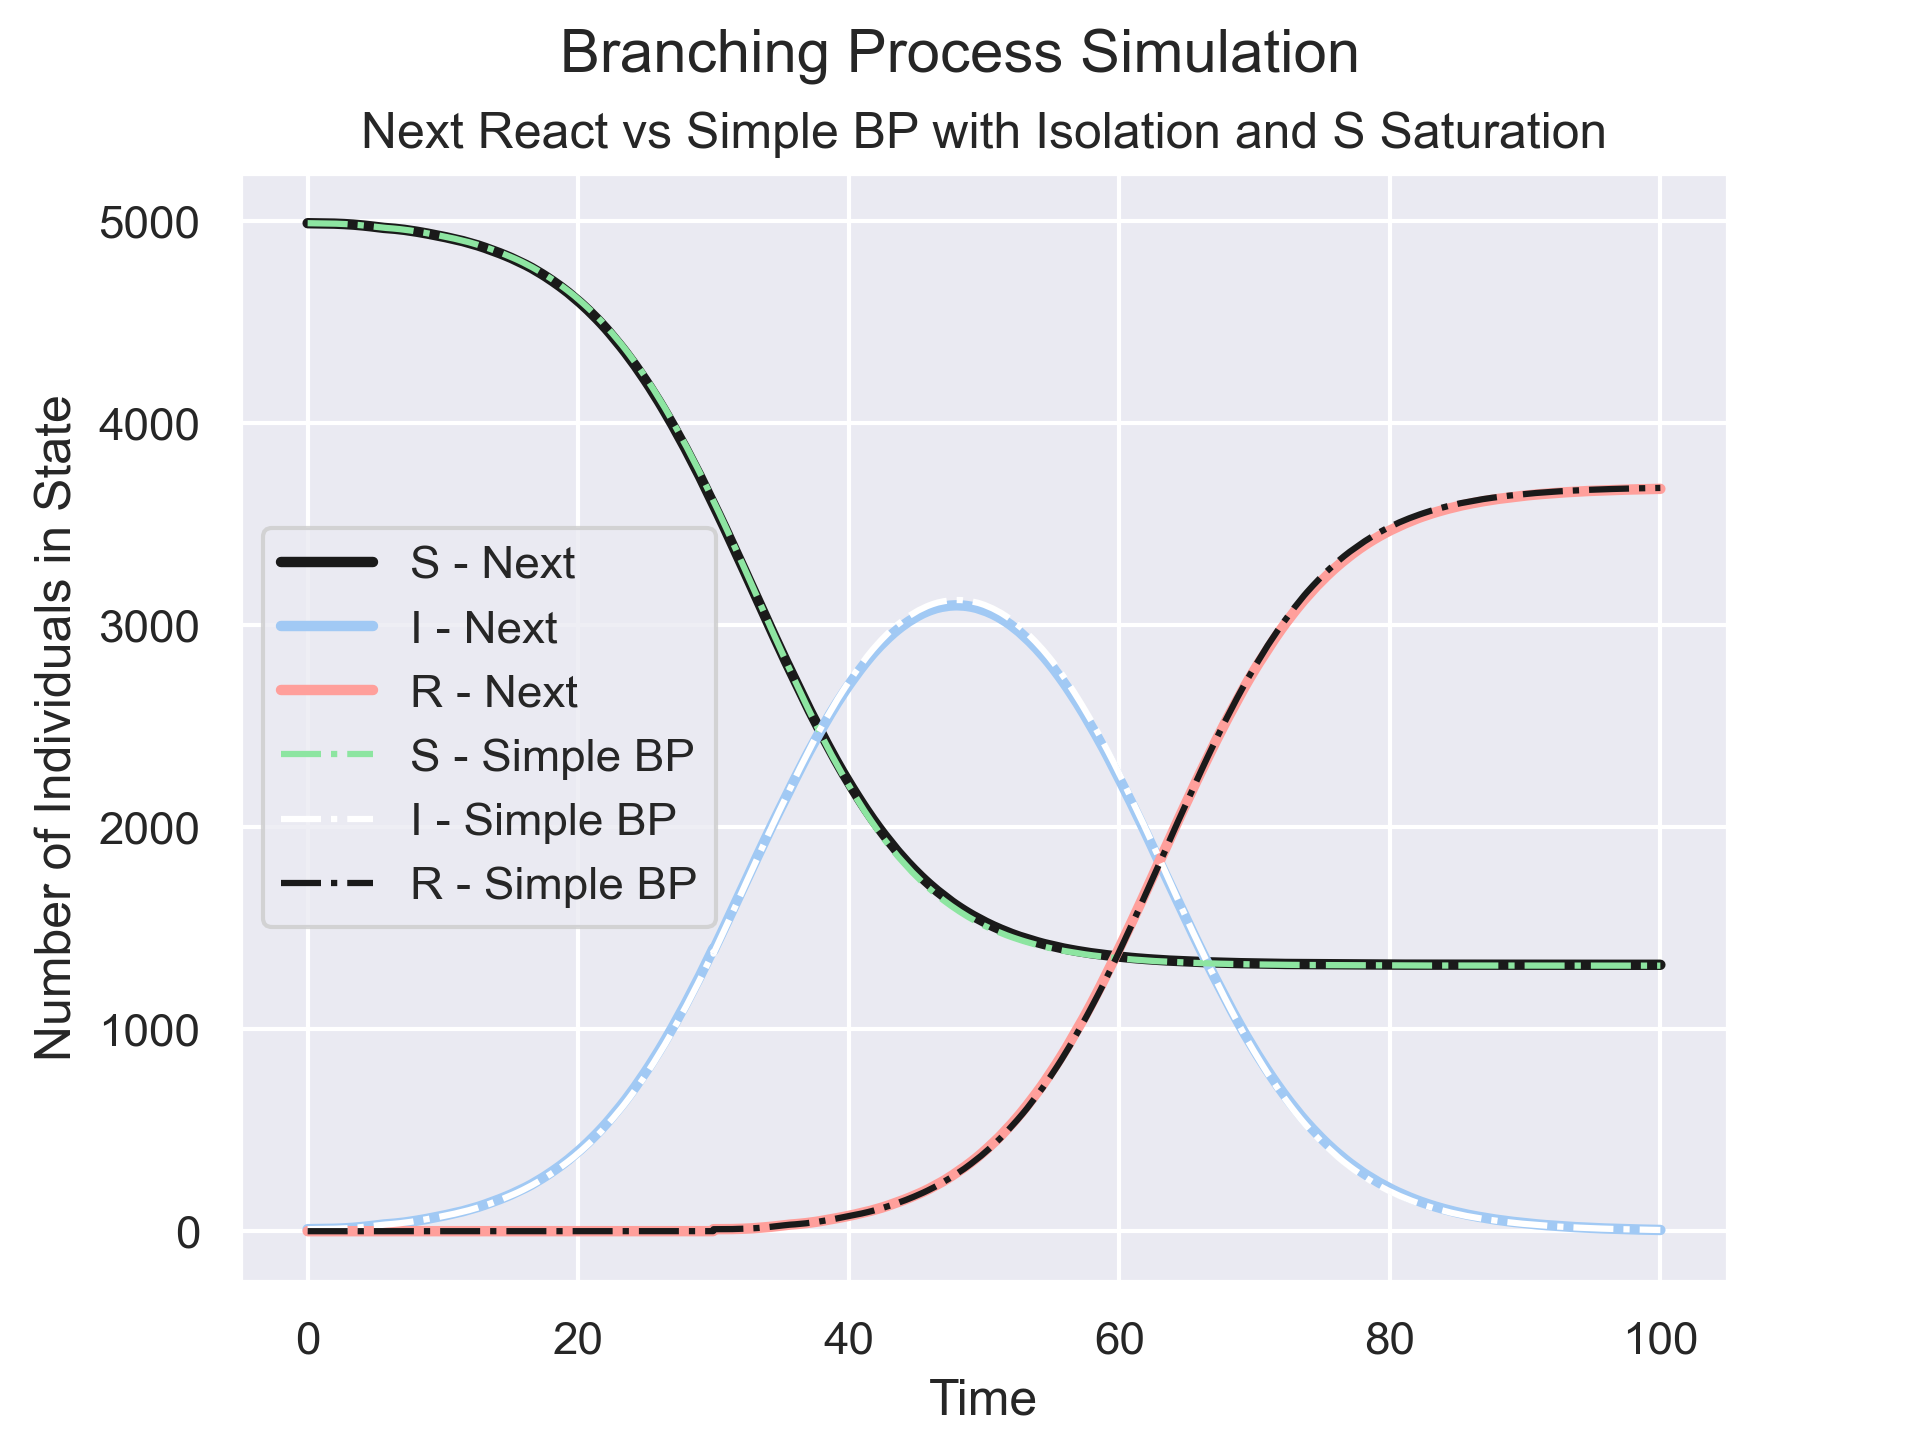 Branching Process Simulation
Next React vs Simple BP with Isolation and S Saturation
Number of Individuals in State
5000
4000
3000
2000
1000
0
S - Next
I - Next
R - Next
S - Simple BP
I - Simple BP
R - Simple BP
0 20 40 60 80 100
Time